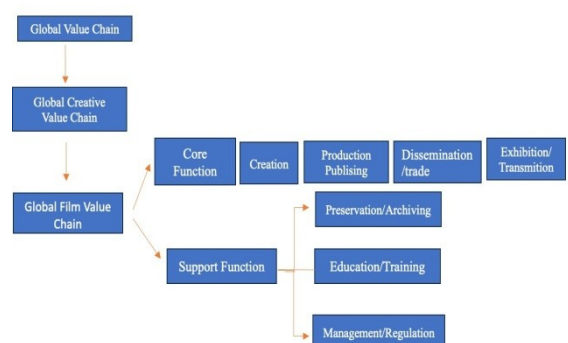 Global Value Chain
Global Creative
Value Chain
Global Film Value
Chain
Core
Function
Creation
Production
Publising
Dissemination
/trade
Exhibition/
Transmition
Preservation/Archiving
Support Function
Education/Training
Management/Regulation